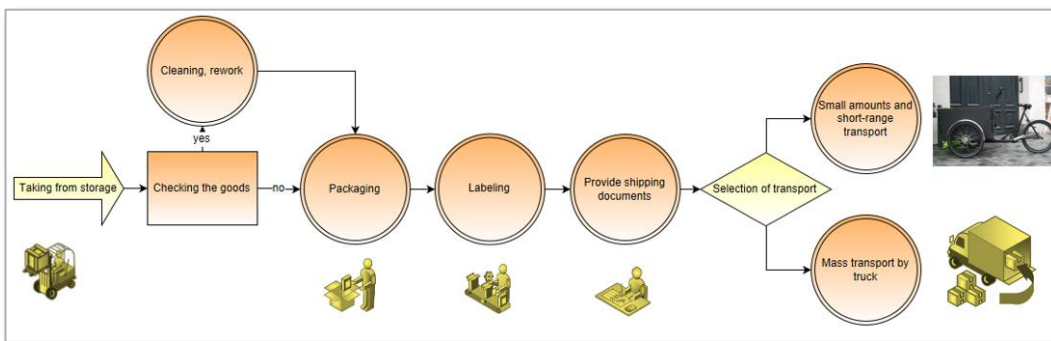 Cleaning, rework
yes
Taking from storage
Checking the goods
no
Packaging
Labeling
Provide shipping
documents
Selection of transport
Small amounts and
short-range
transport
Mass transport by
truck